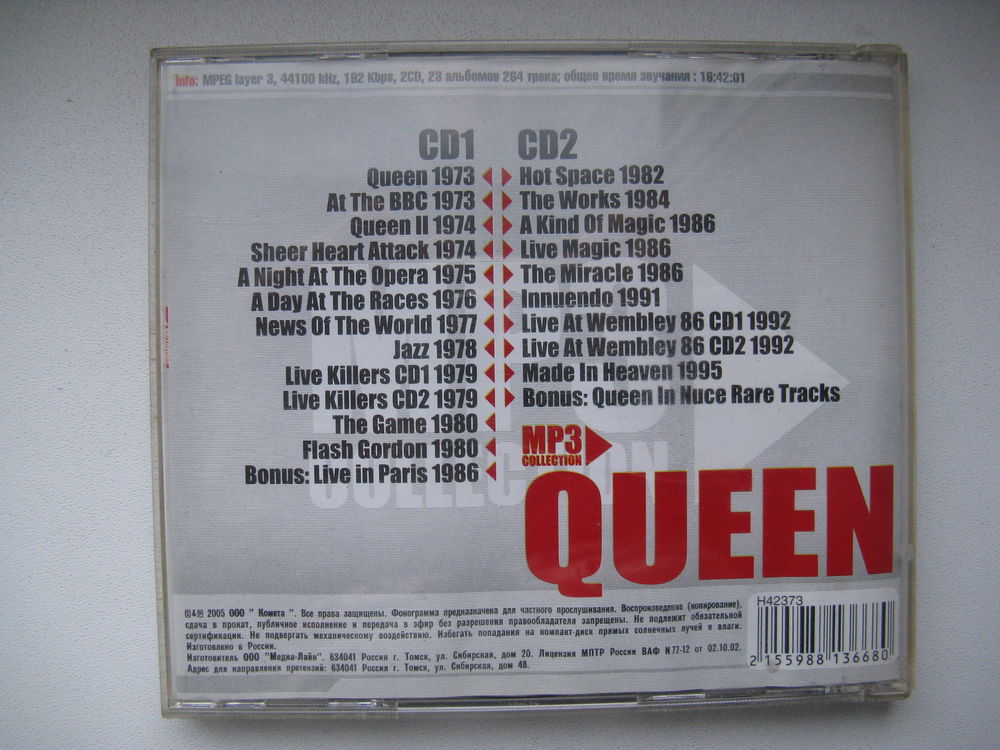 Info: MPEG layer 3, 44100 kHz, 192 Kbps, 2CD, 23 альбомов 264 трека; общее время звучания : 16:42:01
CD1
Queen 1973
At The BBC 1973
Queen II 1974
Sheer Heart Attack 1974
A Night At The Opera 1975
A Day At The Races 1976
News Of The World 1977
Jazz 1978
Live Killers CD1 1979
Live Killers CD2 1979
The Game 1980
Flash Gordon 1980
Bonus: Live in Paris 1986
CD2
Hot Space 1982
The Works 1984
A Kind Of Magic 1986
Live Magic 1986
The Miracle 1986
Innuendo 1991
Live At Wembley 86 CD1 1992
Live At Wembley 86 CD2 1992
Made In Heaven 1995
Bonus: Queen In Nuce Rare Tracks
MP3
COLLECTION
MP3
COLLECTION
QUEEN
©&℗ 2005 ООО " Комета ". Все права защищены. Фонограмма предназначена для частного прослушивания. Воспроизведение (копирование),
сдача в прокат, публичное исполнение и передача в эфир без разрешения правообладателя запрещены. Не подлежит обязательной
сертификации. Не подвергать механическому воздействию. Избегать попадания на компакт-диск прямых солнечных лучей и влаги.
Изготовлено в России.
Изготовитель ООО "Медиа-Лайн", 634041 Россия г. Томск, ул. Сибирская, дом 20. Лицензия МПТР России ВАФ N 77-12 от 02.10.02.
Адрес для направления претензий: 634041 Россия г. Томск, ул. Сибирская, дом 48.
H42373
2 155988 136680